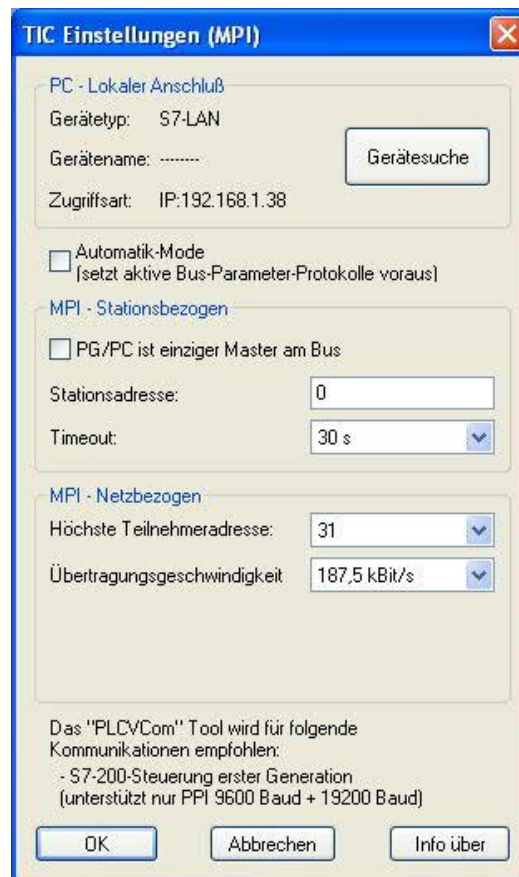 TIC Einstellungen (MPI)
PC - Lokaler Anschluß
Gerätetyp: S7-LAN
Gerätename: --------
Gerätesuche
Zugriffsart: IP:192.168.1.38
Automatik-Mode
(setzt aktive Bus-Parameter-Protokolle voraus)
MPI - Stationsbezogen
PG/PC ist einziger Master am Bus
Stationsadresse: 0
Timeout: 30 s
MPI - Netzbezogen
Höchste Teilnehmeradresse: 31
Übertragungsgeschwindigkeit 187,5 kBit/s
Das "PLCVCom" Tool wird für folgende
Kommunikationen empfohlen:
- S7-200-Steuerung erster Generation
(unterstützt nur PPI 9600 Baud + 19200 Baud)
OK Abbrechen Info über